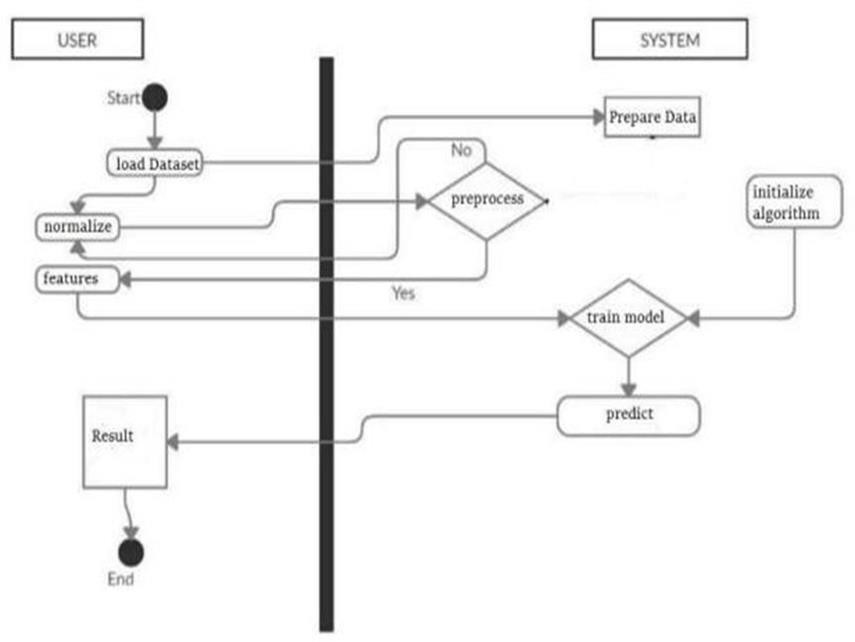 USER
SYSTEM
Start
load Dataset
Prepare Data
No
preprocess
initialize
algorithm
normalize
features
Yes
train model
predict
Result
End